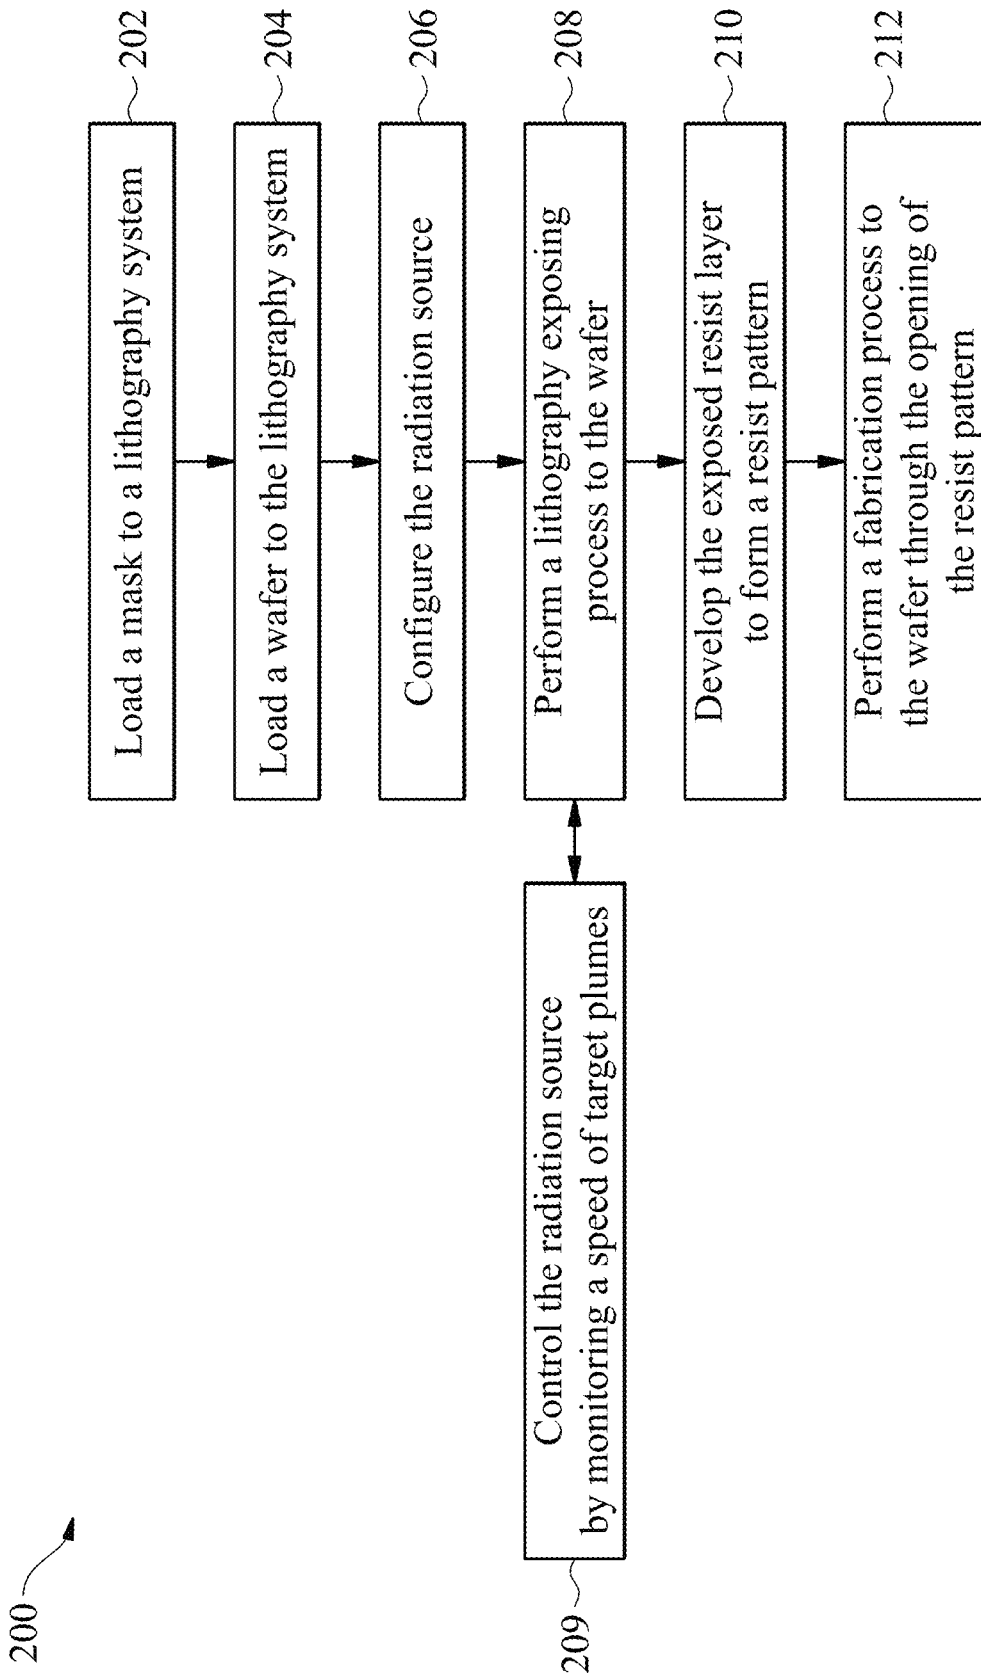 200
Load a mask to a lithography system
202
Load a wafer to the lithography system
204
Configure the radiation source
206
Perform a lithography exposing
process to the wafer
208
Control the radiation source
by monitoring a speed of target plumes
209
Develop the exposed resist layer
to form a resist pattern
210
Perform a fabrication process to
the wafer through the opening of
the resist pattern
212